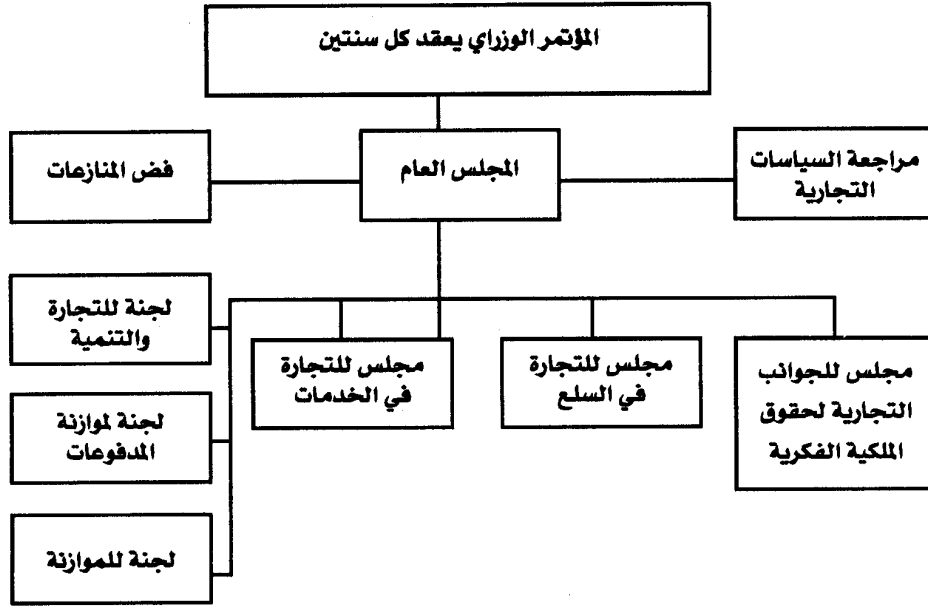 المؤتمر الوزراي يعقد كل سنتين
مراجعة السياسات
التجارية
المجلس العام
فض المنازعات
مجلس للجوانب
التجارية لحقوق
الملكية الفكرية
مجلس للتجارة
في السلع
مجلس للتجارة
في الخدمات
لجنة للتجارة
والتنمية
لجنة لموازنة
المدفوعات
لجنة للموازنة